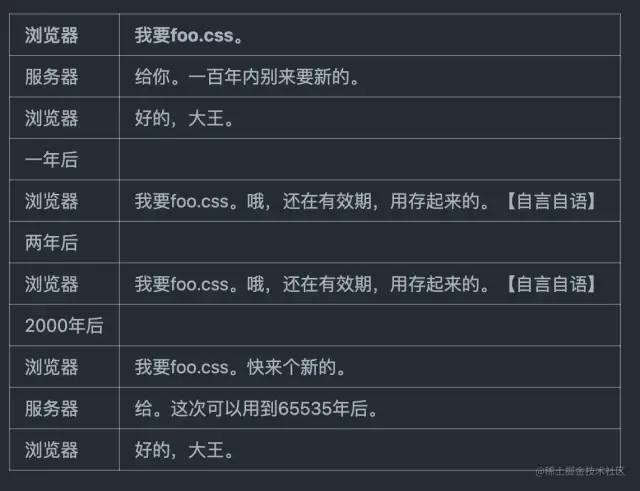 浏览器 我要foo.css。
服务器 给你。一百年内别来要新的。
浏览器 好的，大王。
一年后
浏览器 我要foo.css。哦，还在有效期，用存起来的。【自言自语】
两年后
浏览器 我要foo.css。哦，还在有效期，用存起来的。【自言自语】
2000年后
浏览器 我要foo.css。快来个新的。
服务器 给。这次可以用到65535年后。
浏览器 好的，大王。
@稀土掘金技术社区